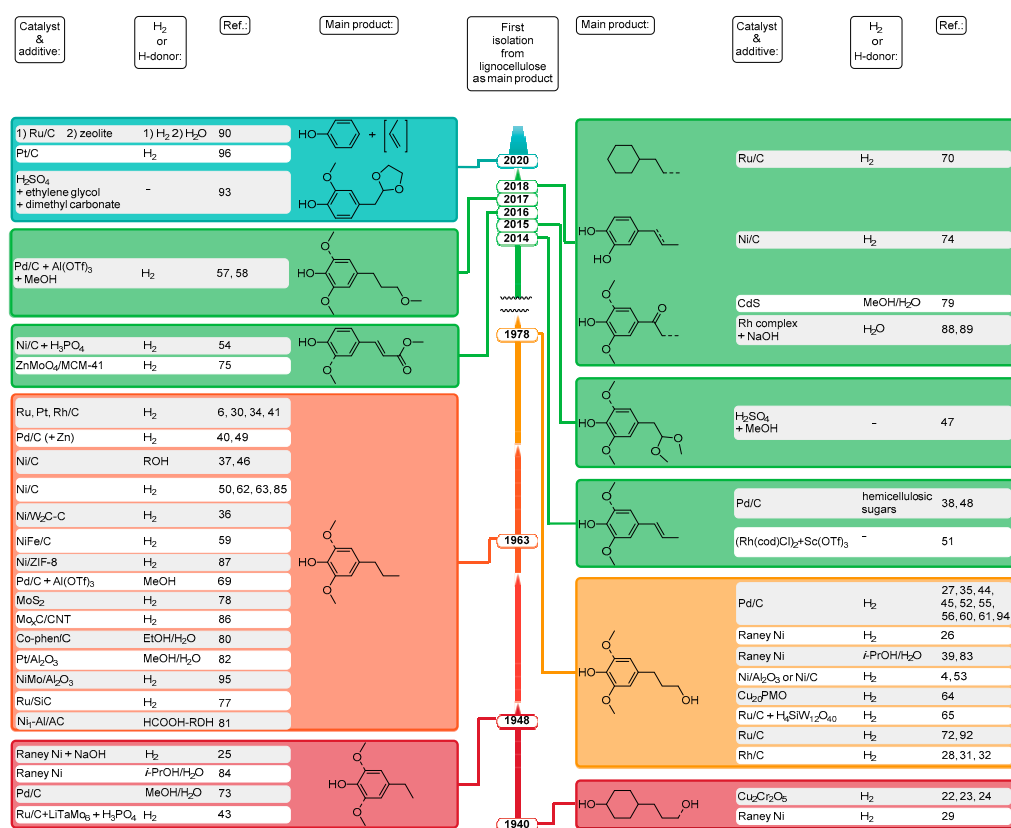 Catalyst
&
additive:
H2
or
H-donor:
Ref.:
Main product:
First
isolation
from
lignocellulose
as main product
Main product:
Catalyst
&
additive:
H2
or
H-donor:
Ref.:
1) Ru/C 2) zeolite 1) H2 2) H2O 90
HO + [ ]
Pt/C H2 96
H2SO4
+ ethylene glycol
+ dimethyl carbonate
- 93
O
O
O
HO
Pd/C + Al(OTf)3
+ MeOH
H2 57, 58
O
HO
O
O
Ni/C + H3PO4 H2 54
ZnMoO4/MCM-41 H2 75
HO
O
O
O
Ru, Pt, Rh/C H2 6, 30, 34, 41
Pd/C (+ Zn) H2 40, 49
Ni/C ROH 37, 46
Ni/C H2 50, 62, 63, 85
Ni/W2C-C H2 36
NiFe/C H2 59
Ni/ZIF-8 H2 87
Pd/C + Al(OTf)3 MeOH 69
MoS2 H2 78
MoxC/CNT H2 86
Co-phen/C EtOH/H2O 80
Pt/Al2O3 MeOH/H2O 82
NiMo/Al2O3 H2 95
Ru/SiC H2 77
Ni1-Al/AC HCOOH-RDH 81
O
HO
O
Raney Ni + NaOH H2 25
Raney Ni i-PrOH/H2O 84
Pd/C MeOH/H2O 73
Ru/C+LiTaMo6 + H3PO4 H2 43
O
HO
O
2020
2018
2017
2016
2015
2014
1978
1963
1948
1940
Ru/C H2 70
HO
HO
Ni/C H2 74
O
HO
O
O
CdS MeOH/H2O 79
Rh complex
+ NaOH
H2O 88, 89
O
HO
O
O
O
H2SO4
+ MeOH
- 47
O
HO
O
Pd/C hemicellulosic
sugars
38, 48
(Rh(cod)Cl)2+Sc(OTf)3 - 51
O
HO
O
OH
Pd/C H2 27, 35, 44,
45, 52, 55,
56, 60, 61, 94
Raney Ni H2 26
Raney Ni i-PrOH/H2O 39, 83
Ni/Al2O3 or Ni/C H2 4, 53
Cu20PMO H2 64
Ru/C + H4SiW12O40 H2 65
Ru/C H2 72, 92
Rh/C H2 28, 31, 32
HO
OH
Cu2Cr2O5 H2 22, 23, 24
Raney Ni H2 29